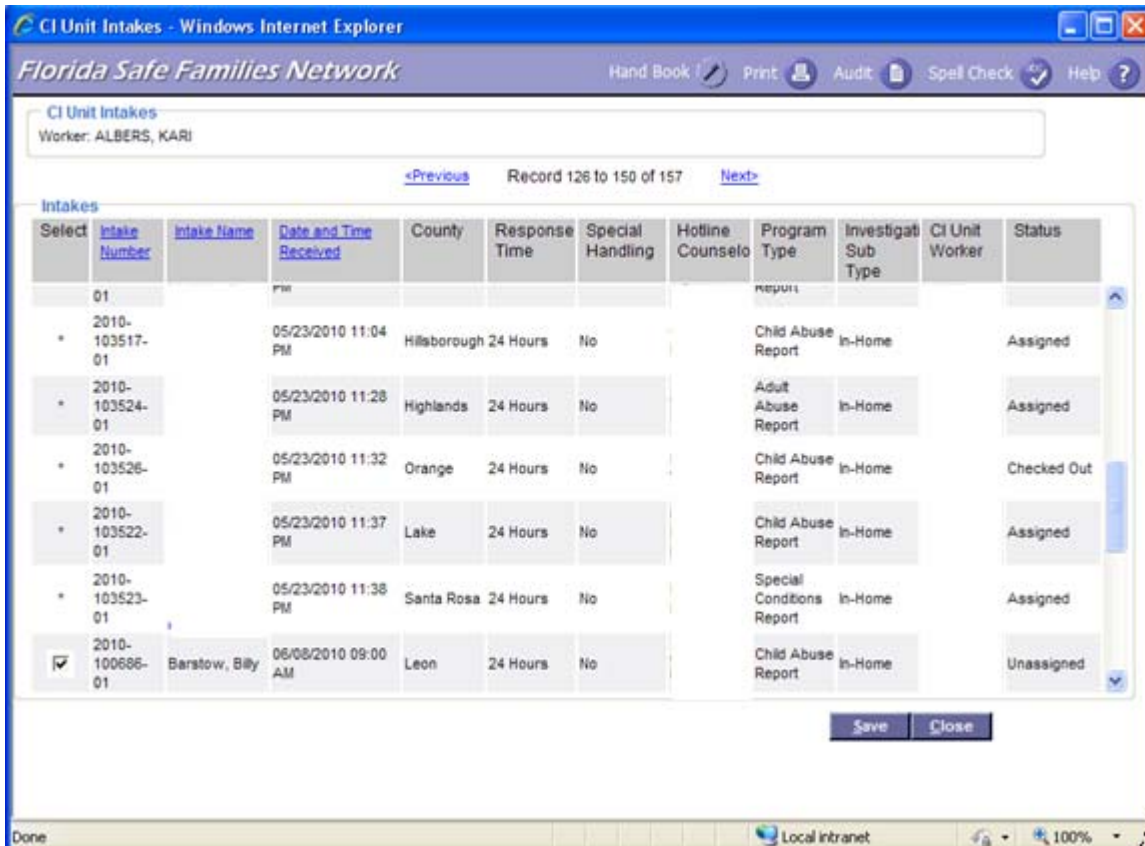 CI Unit Intakes - Windows Internet Explorer
Florida Safe Families Network
Hand Book Print Audit Spell Check Help ?
CI Unit Intakes
Worker: ALBERS, KARI
<Previous Record 126 to 150 of 157 Next>
Intakes
Select Intake Number Intake Name Date and Time Received County Response Time Special Handling Hotline Counselo Program Type Investigati Sub Type CI Unit Worker Status
01 PM Report
* 2010-103517-01 05/23/2010 11:04 PM Hillsborough 24 Hours No Child Abuse Report In-Home Assigned
* 2010-103524-01 05/23/2010 11:28 PM Highlands 24 Hours No Adult Abuse Report In-Home Assigned
* 2010-103526-01 05/23/2010 11:32 PM Orange 24 Hours No Child Abuse Report In-Home Checked Out
* 2010-103522-01 05/23/2010 11:37 PM Lake 24 Hours No Child Abuse Report In-Home Assigned
* 2010-103523-01 05/23/2010 11:38 PM Santa Rosa 24 Hours No Special Conditions Report In-Home Assigned
2010-100686-01 Barstow, Billy 06/08/2010 09:00 AM Leon 24 Hours No Child Abuse Report In-Home Unassigned
Save Close
Done Local intranet 100%